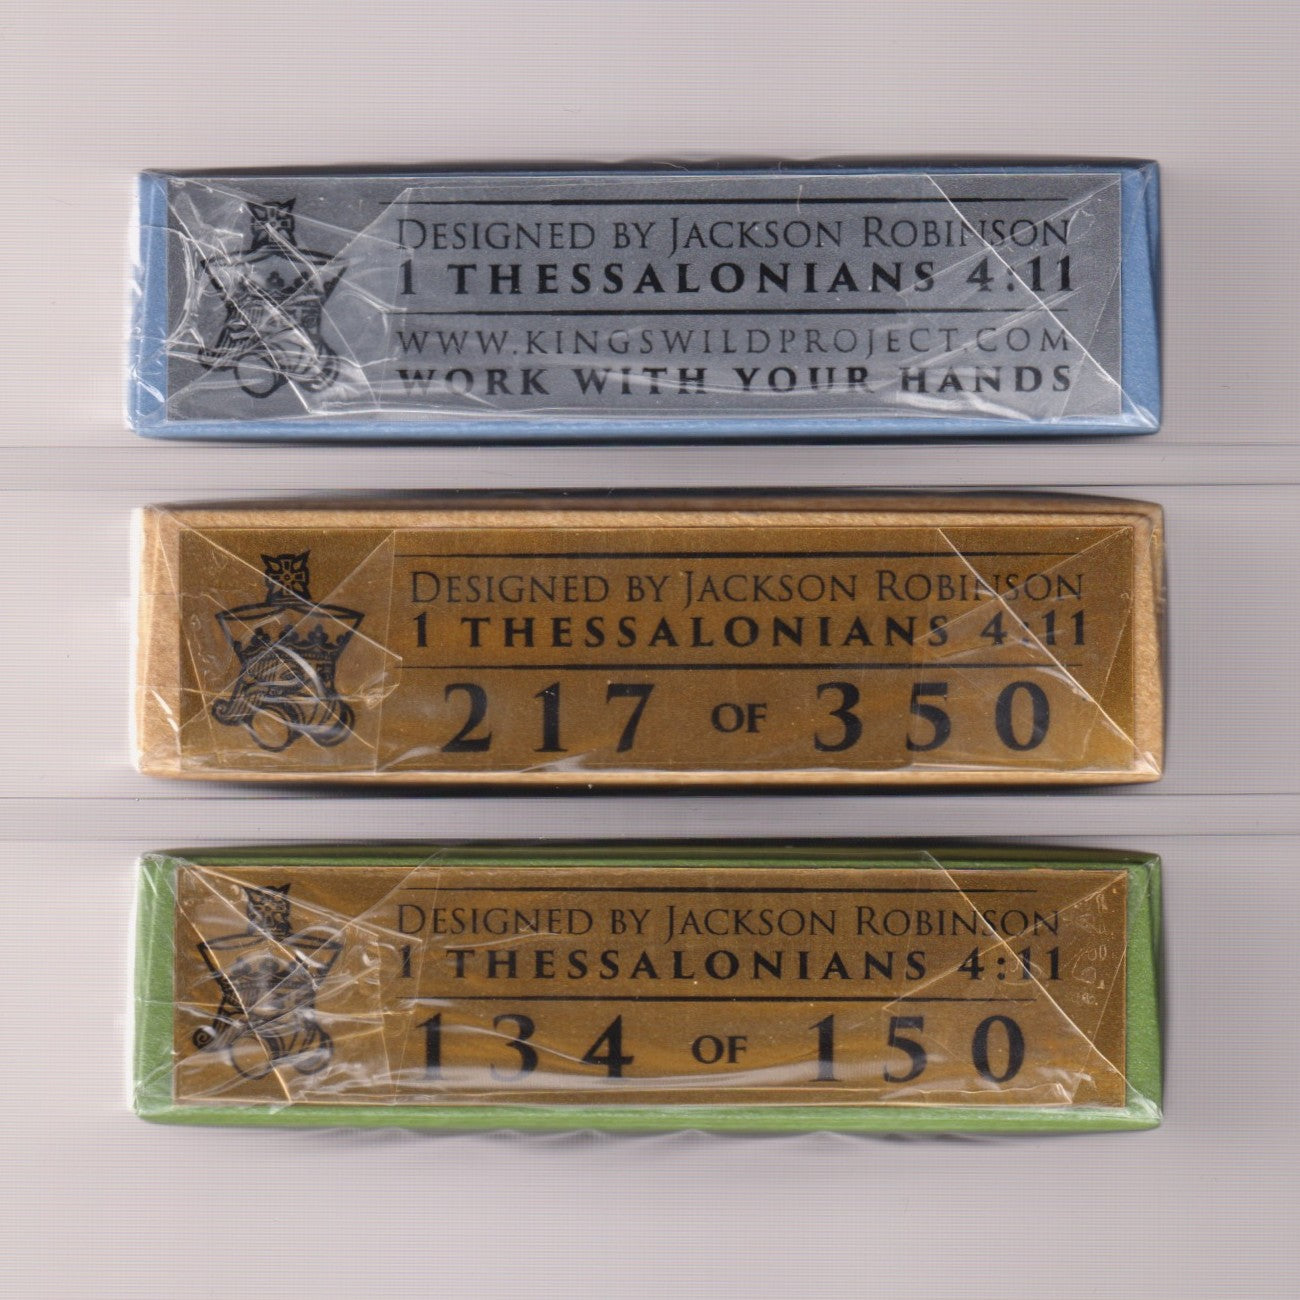 Designed by Jackson Robinson
1 THESSALONIANS 4:11
WWW.KINGSWILDPROJECT.COM
WORK WITH YOUR HANDS
Designed by Jackson Robinson
1 THESSALONIANS 4:11
217 OF 350
Designed by Jackson Robinson
1 THESSALONIANS 4:11
134 OF 150